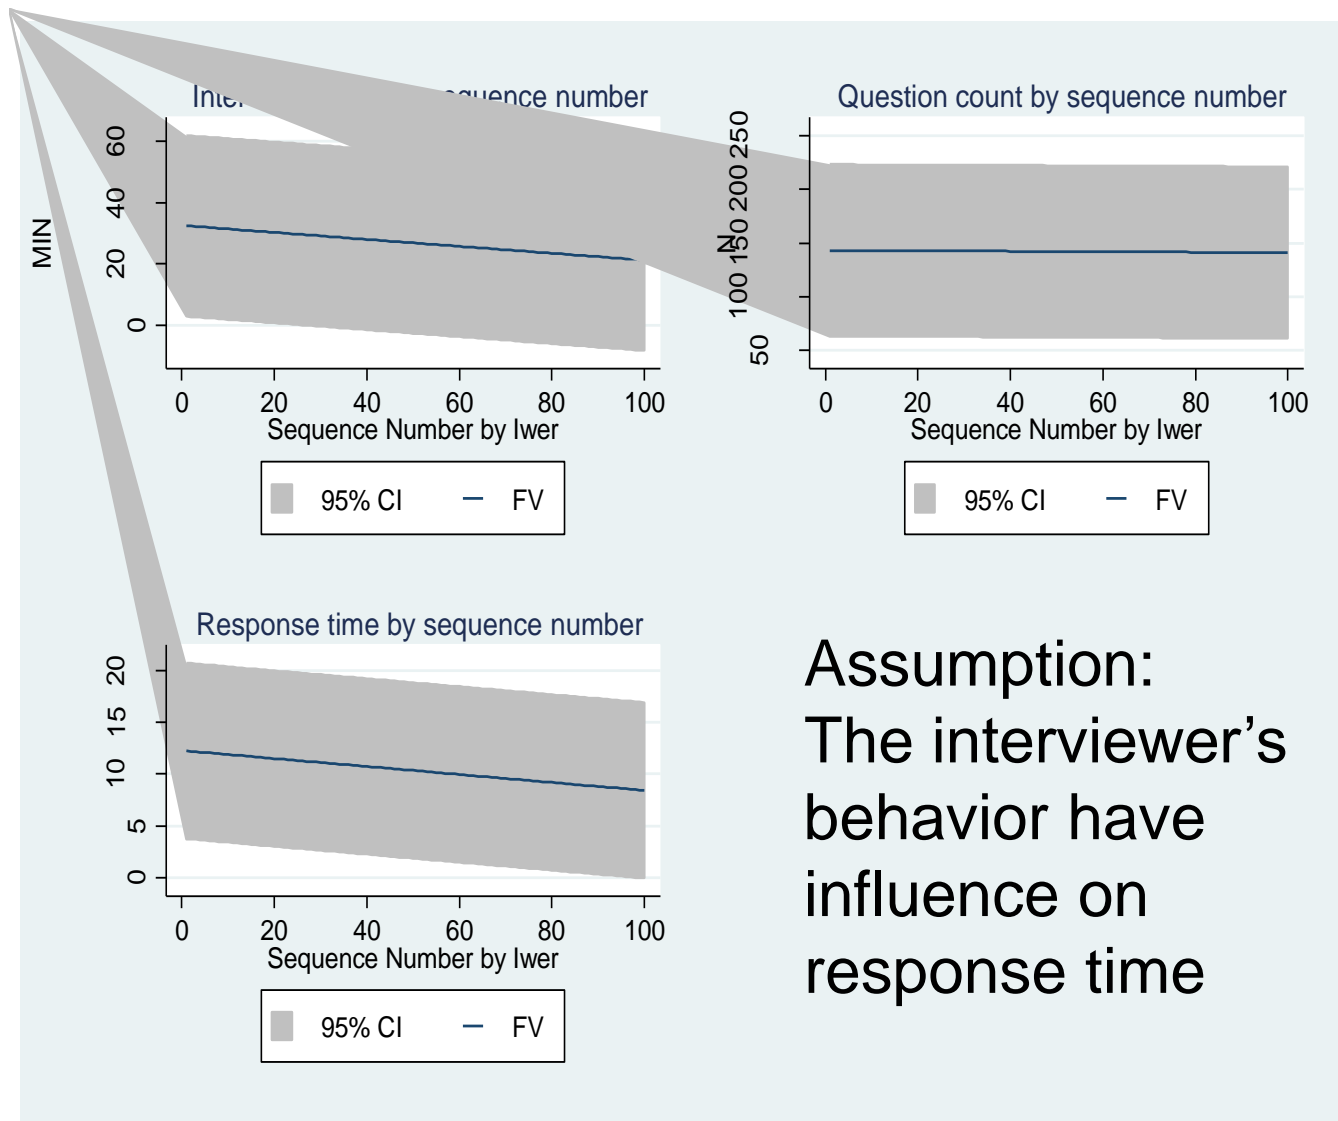 Inte quence number
60
40
20
0
MIN
0 20 40 60 80 100
Sequence Number by Iwer
95% CI FV
Question count by sequence number
250
200
150
100
50
N
0 20 40 60 80 100
Sequence Number by Iwer
95% CI FV
Response time by sequence number
20
15
10
5
0
0 20 40 60 80 100
Sequence Number by Iwer
95% CI FV
Assumption:
The interviewer’s
behavior have
influence on
response time